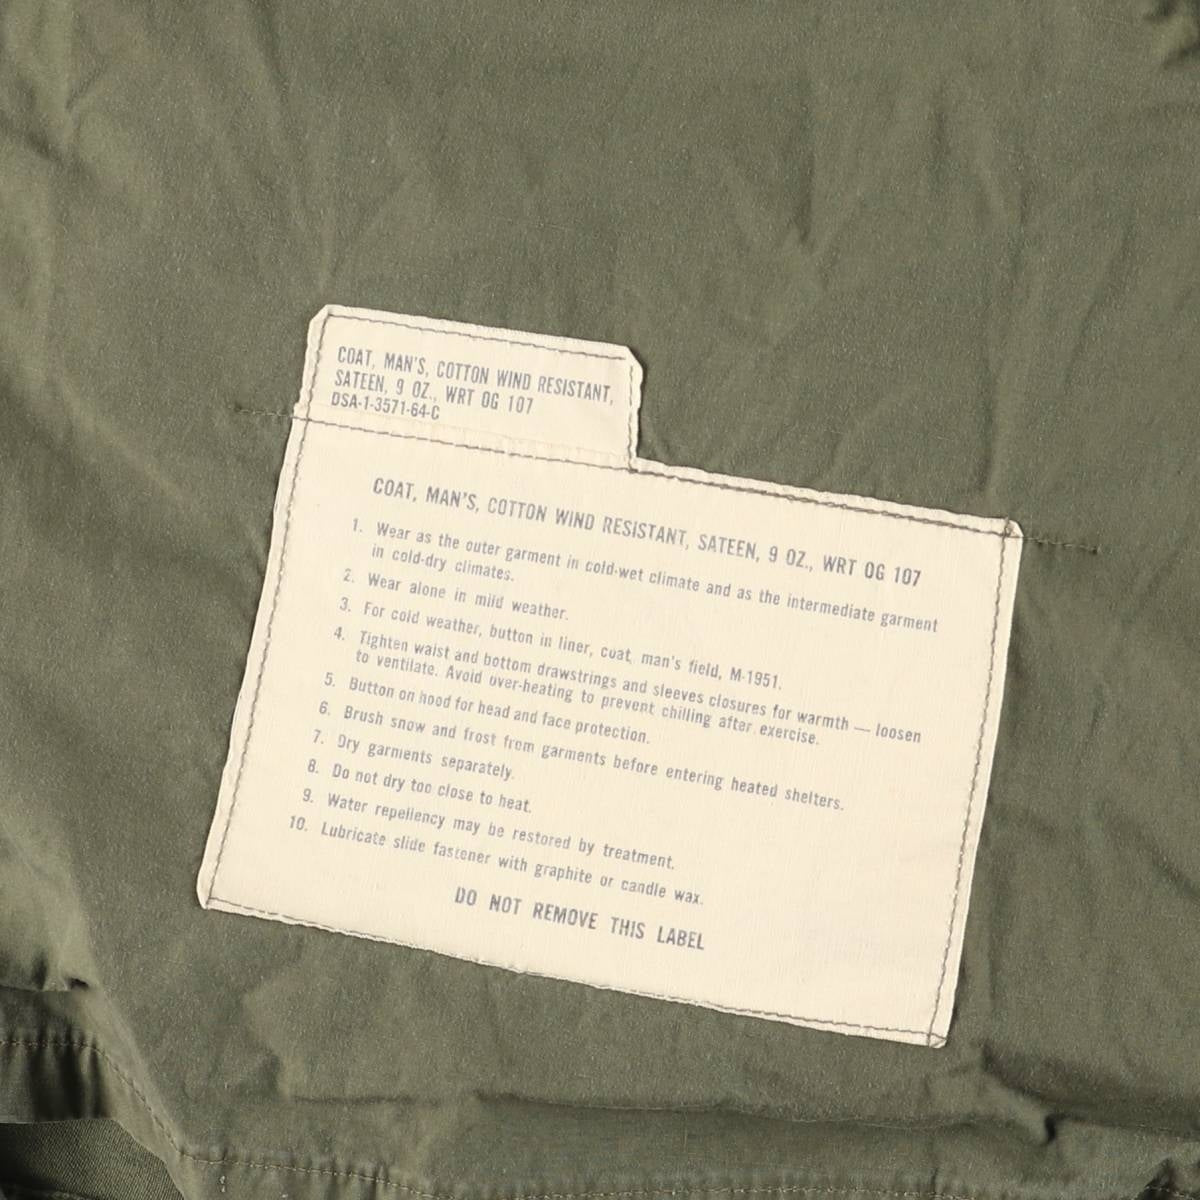 COAT, MAN'S, COTTON WIND RESISTANT,
SATEEN, 9 OZ., WRT OG 107
DSA-1-3571-64-C
COAT, MAN'S, COTTON WIND RESISTANT, SATEEN, 9 OZ., WRT OG 107
1. Wear as the outer garment in cold-wet climate and as the intermediate garment
in cold-dry climates.
2. Wear alone in mild weather.
3. For cold weather, button in liner, coat, man's field, M-1951.
4. Tighten waist and bottom drawstrings and sleeves closures for warmth — loosen
to ventilate. Avoid over-heating to prevent chilling after exercise.
5. Button on hood for head and face protection.
6. Brush snow and frost from garments before entering heated shelters.
7. Dry garments separately.
8. Do not dry too close to heat.
9. Water repellency may be restored by treatment.
10. Lubricate slide fastener with graphite or candle wax.
DO NOT REMOVE THIS LABEL